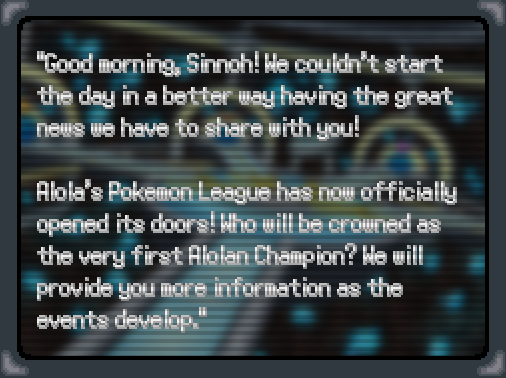 "Good morning, Sinnoh! We couldn't start
the day in a better way having the great
news we have to share with you!
Alola's Pokemon League has now officially
opened its doors! Who will be crowned as
the very first Alolan Champion? We will
provide you more information as the
events develop."